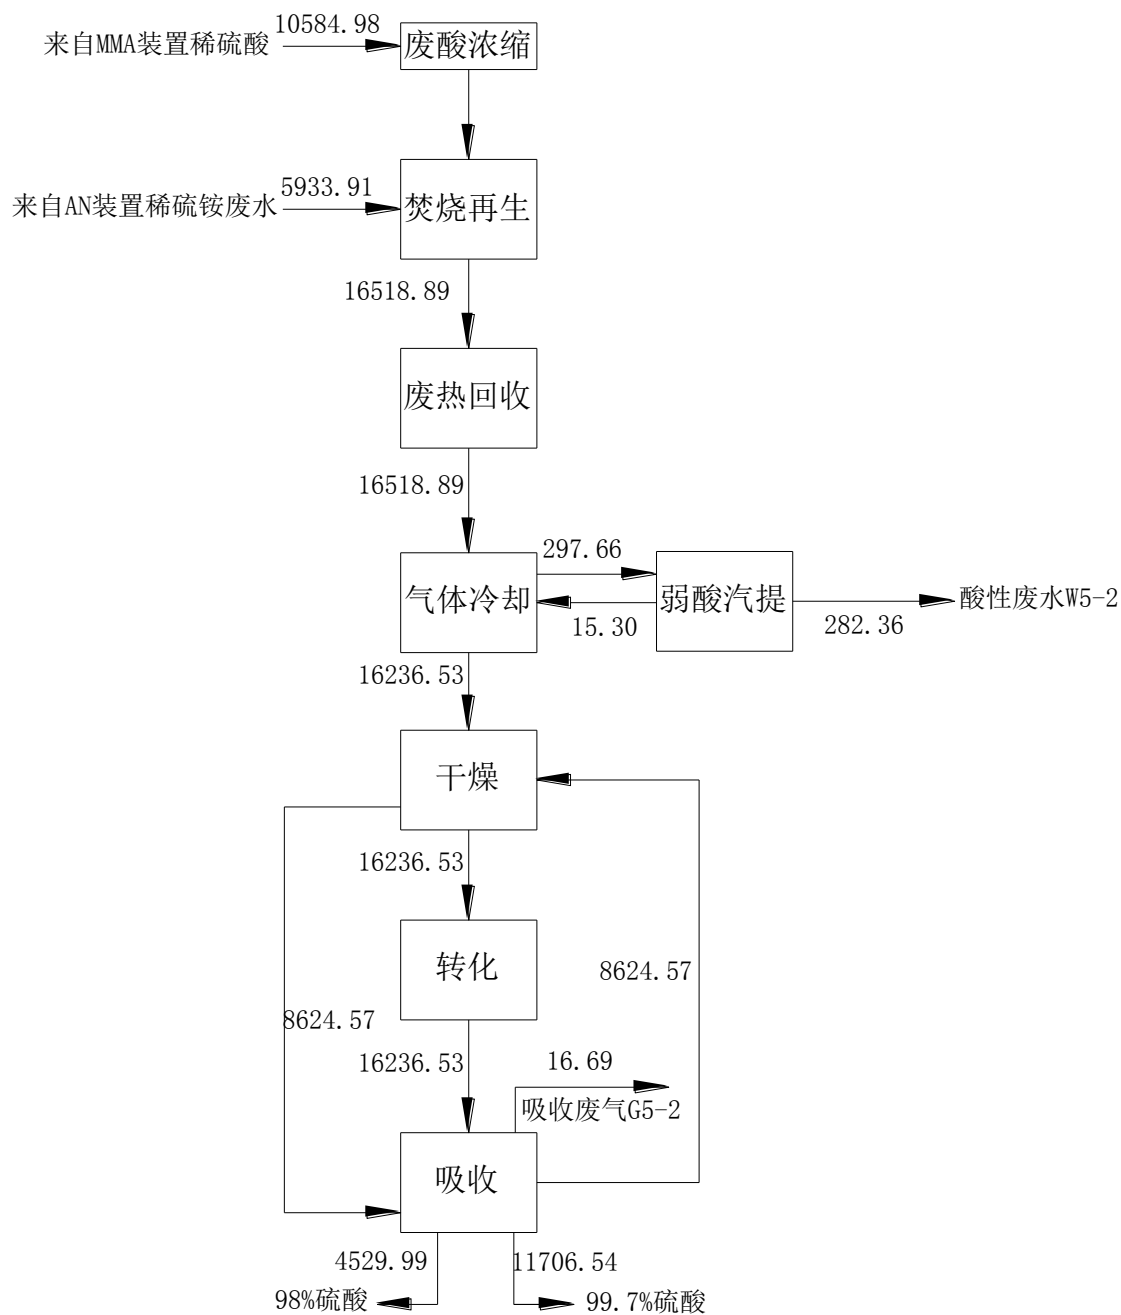 10584.98
来自MMA装置稀硫酸
废酸浓缩
5933.91
来自AN装置稀硫铵废水
焚烧再生
16518.89
废热回收
16518.89
297.66
气体冷却
弱酸汽提
酸性废水W5-2
15.30
282.36
16236.53
干燥
16236.53
转化
8624.57
8624.57
16236.53
16.69
吸收废气G5-2
吸收
4529.99
11706.54
98%硫酸
99.7%硫酸